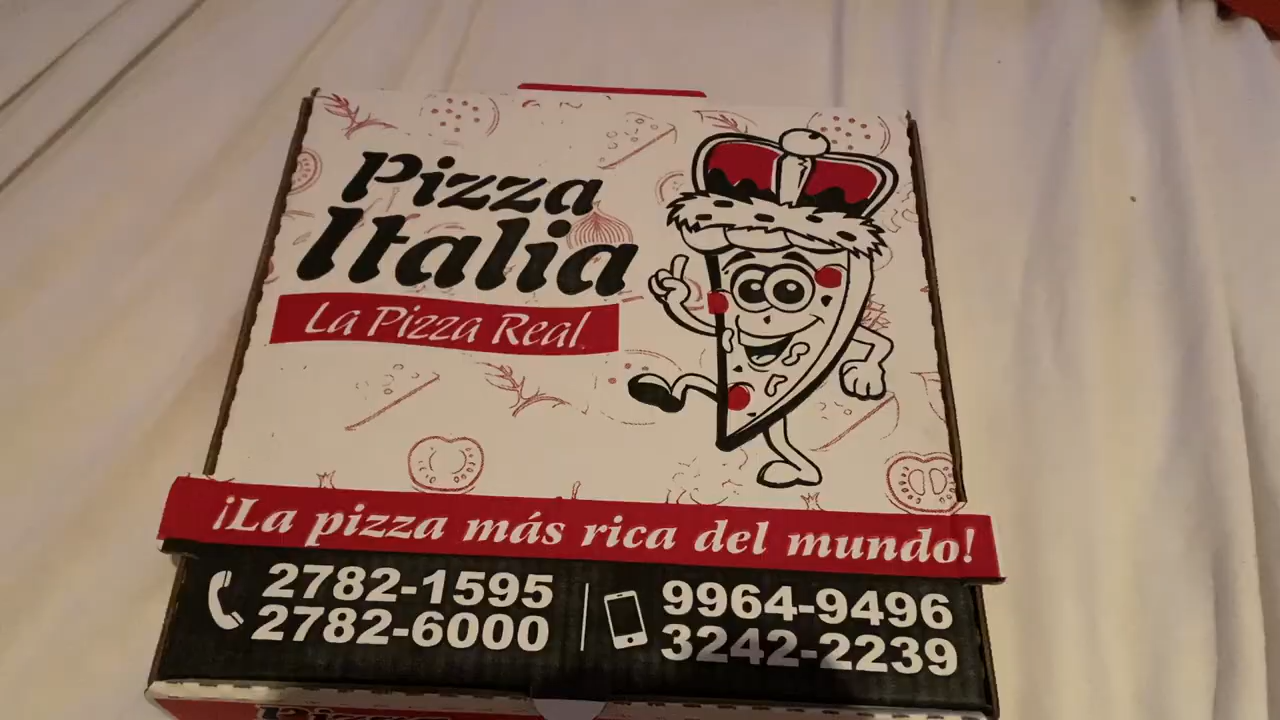 Pizza
Italia
La Pizza Real
¡La pizza más rica del mundo!
2782-1595
2782-6000
9964-9496
3242-2239